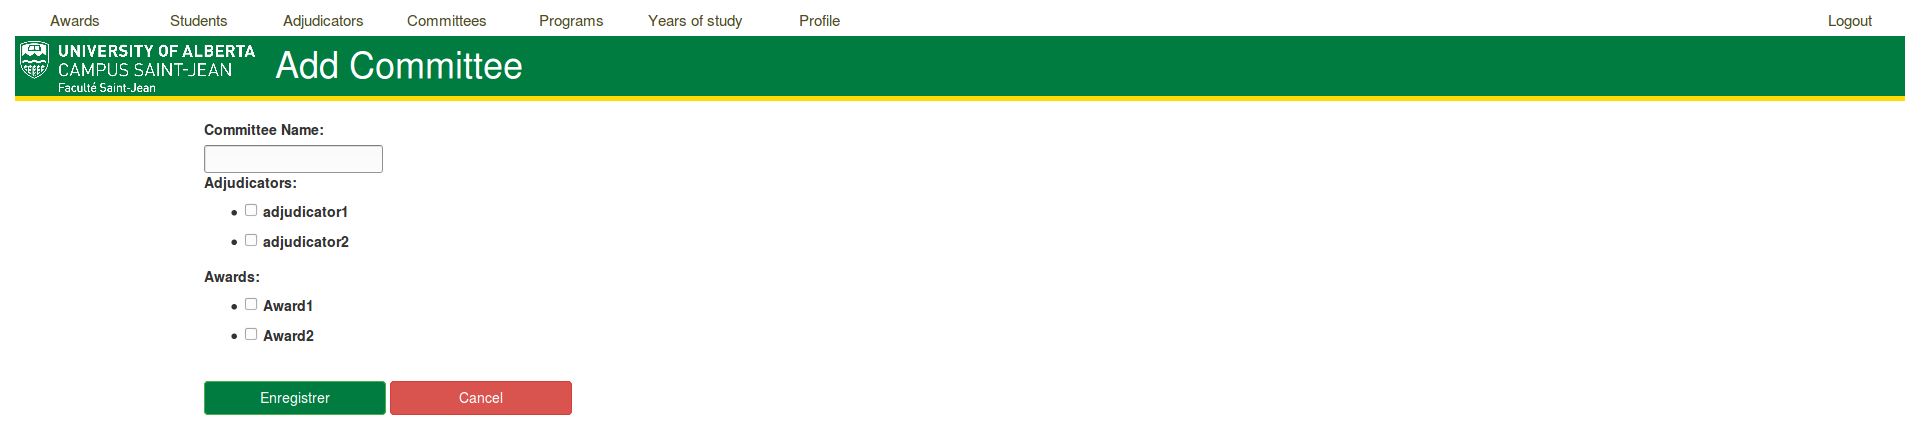 Awards Students Adjudicators Committees Programs Years of study Profile Logout
UNIVERSITY OF ALBERTA
CAMPUS SAINT-JEAN
Faculté Saint-Jean
Add Committee
Committee Name:
Adjudicators:
adjudicator1
adjudicator2
Awards:
Award1
Award2
Enregistrer Cancel